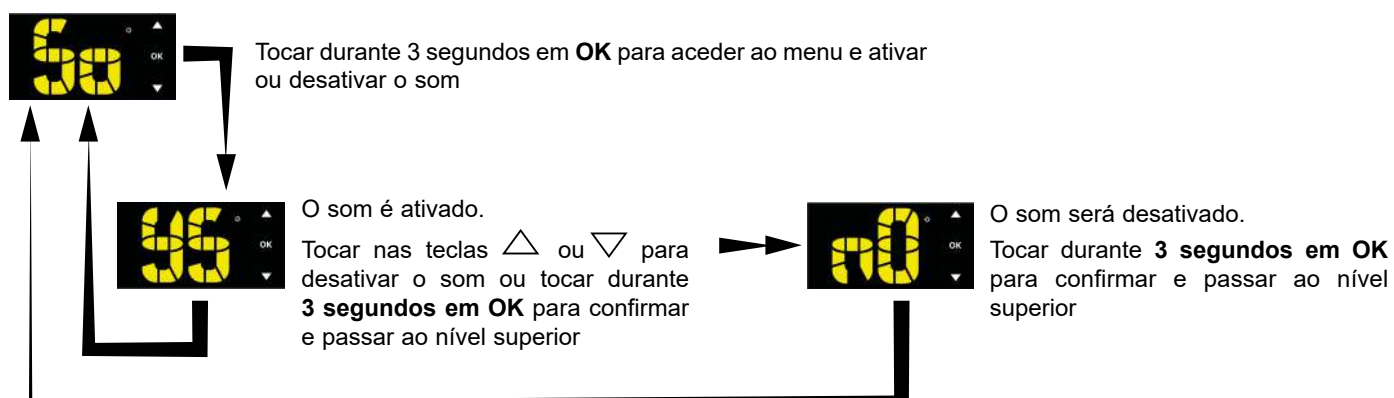 So
OK
Tocar durante 3 segundos em OK para aceder ao menu e ativar
ou desativar o som
yS
OK
O som é ativado.
Tocar nas teclas △ ou ▽ para
desativar o som ou tocar durante
3 segundos em OK para confirmar
e passar ao nível superior
nO
OK
O som será desativado.
Tocar durante 3 segundos em OK
para confirmar e passar ao nível
superior